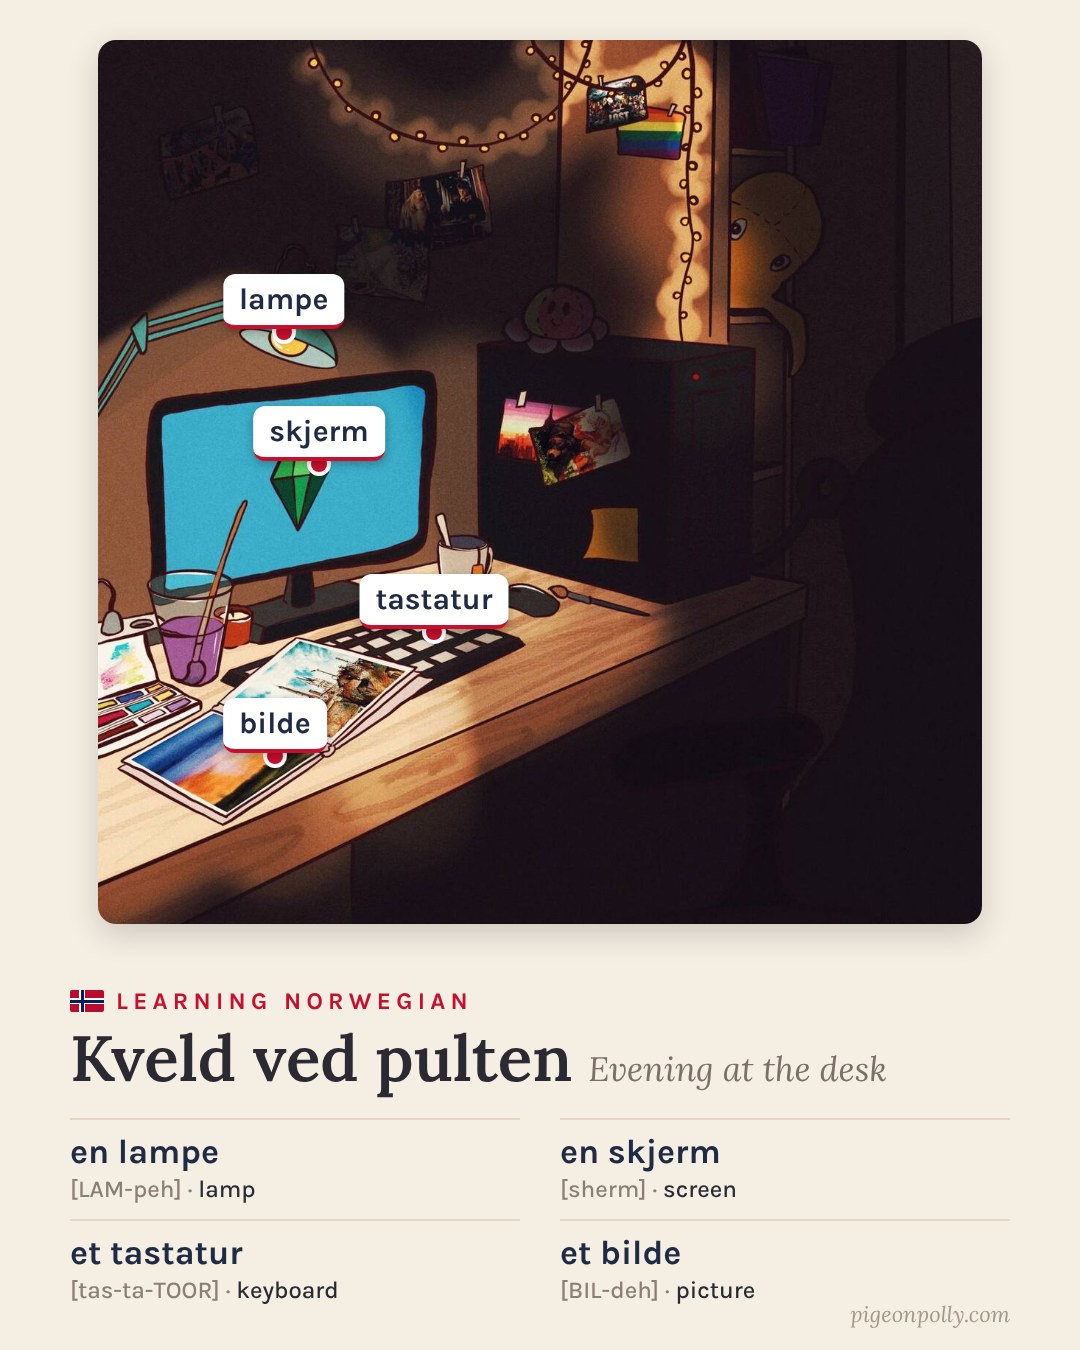 LOST
lampe
skjerm
tastatur
bilde
LEARNING NORWEGIAN
Kveld ved pulten Evening at the desk
en lampe
[LAM-peh] · lamp
en skjerm
[sherm] · screen
et tastatur
[tas-ta-TOOR] · keyboard
et bilde
[BIL-deh] · picture
pigeonpolly.com